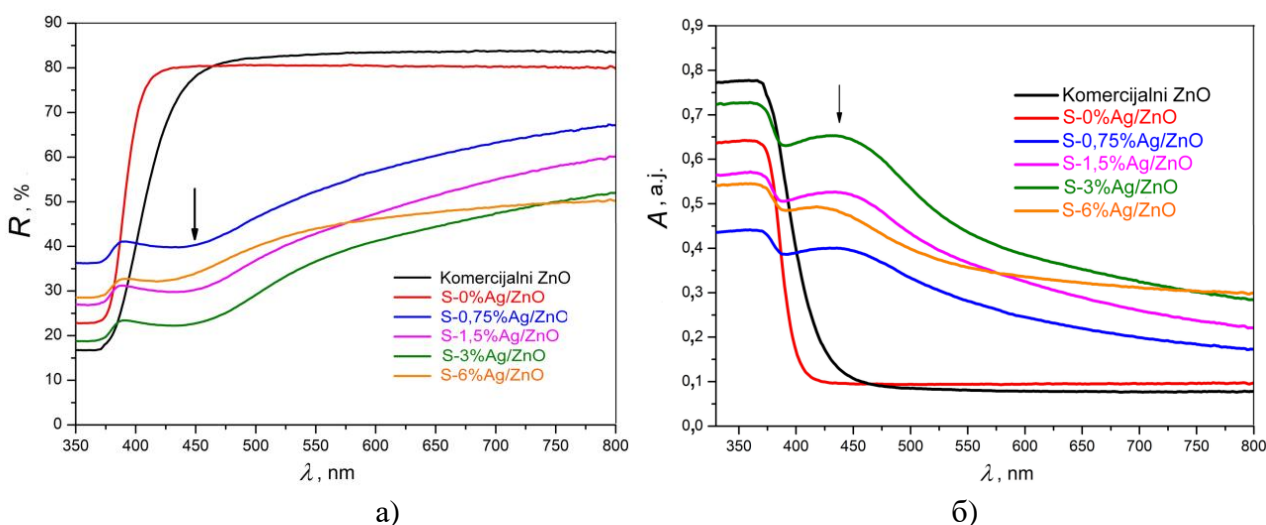 90
80
70
60
50
40
30
20
10
0
R , %
350 400 450 500 550 600 650 700 750 800
λ , nm
Komercijalni ZnO
S-0%Ag/ZnO
S-0,75%Ag/ZnO
S-1,5%Ag/ZnO
S-3%Ag/ZnO
S-6%Ag/ZnO
а)
0,9
0,8
0,7
0,6
0,5
0,4
0,3
0,2
0,1
0,0
A , a.j.
350 400 450 500 550 600 650 700 750 800
λ , nm
Komercijalni ZnO
S-0%Ag/ZnO
S-0,75%Ag/ZnO
S-1,5%Ag/ZnO
S-3%Ag/ZnO
S-6%Ag/ZnO
б)